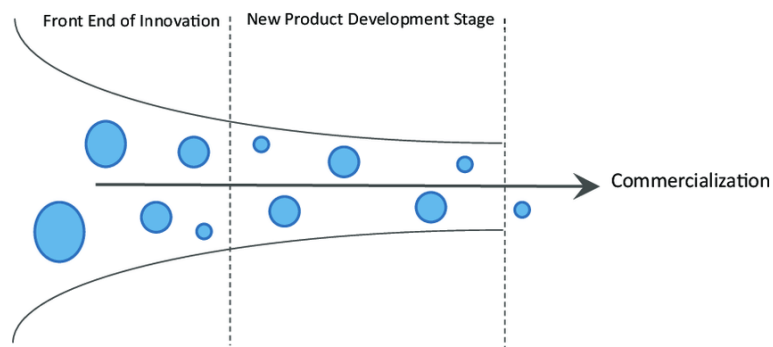 Front End of Innovation
New Product Development Stage
Commercialization